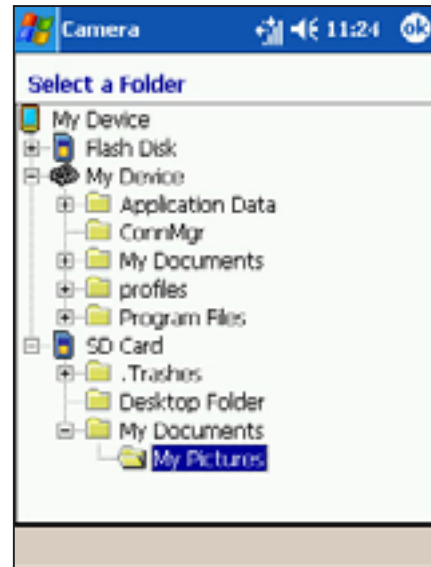 Camera 11:24 ok
Select a Folder
My Device
Flash Disk
My Device
Application Data
ConnMgr
My Documents
profiles
Program Files
SD Card
.Trashes
Desktop Folder
My Documents
My Pictures